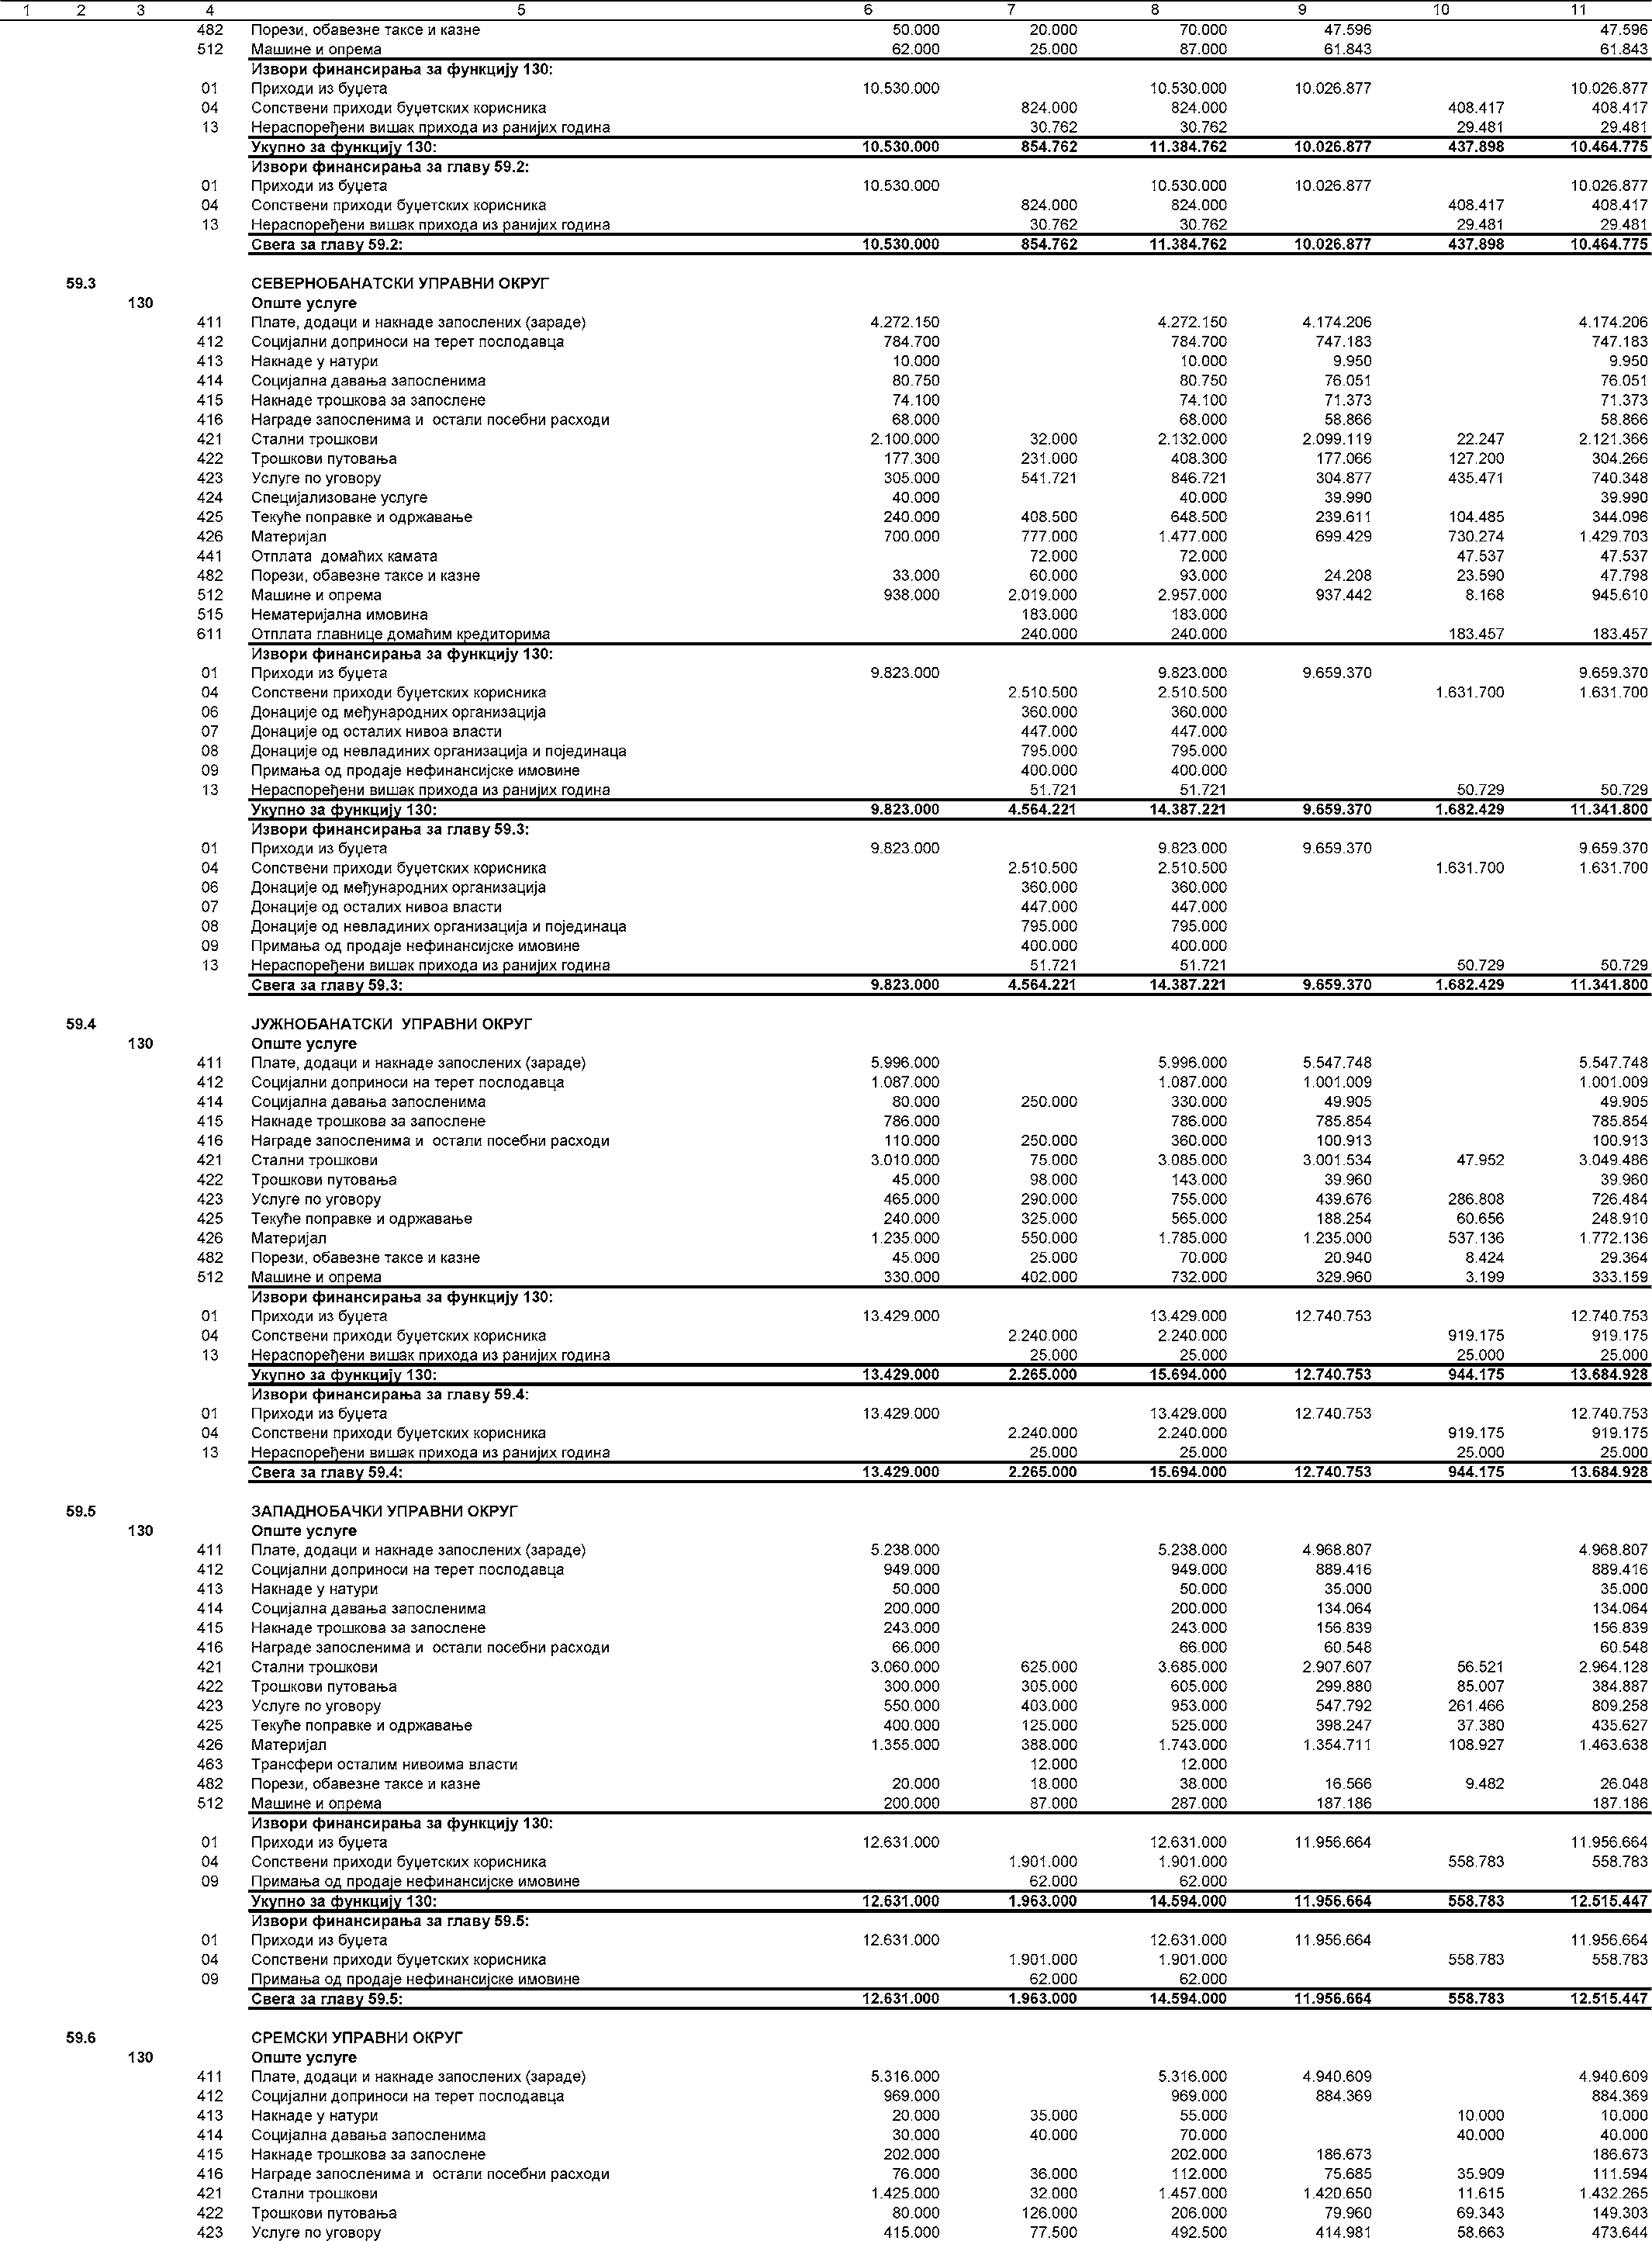 1 2 3 4 5 6 7 8 9 10 11
482 Порези, обавезне таксе и казне 50.000 20.000 70.000 47.596 47.596
512 Машине и опрема 62.000 25.000 87.000 61.843 61.843
Извори финансирања за функцију 130:
01 Приходи из буџета 10.530.000 10.530.000 10.026.877 10.026.877
04 Сопствени приходи буџетских корисника 824.000 824.000 408.417 408.417
13 Нераспоређени вишак прихода из ранијих година 30.762 30.762 29.481 29.481
Укупно за функцију 130: 10.530.000 854.762 11.384.762 10.026.877 437.898 10.464.775
Извори финансирања за главу 59.2:
01 Приходи из буџета 10.530.000 10.530.000 10.026.877 10.026.877
04 Сопствени приходи буџетских корисника 824.000 824.000 408.417 408.417
13 Нераспоређени вишак прихода из ранијих година 30.762 30.762 29.481 29.481
Свега за главу 59.2: 10.530.000 854.762 11.384.762 10.026.877 437.898 10.464.775
59.3 СЕВЕРНОБАНАТСКИ УПРАВНИ ОКРУГ
130 Опште услуге
411 Плате, додаци и накнаде запослених (зараде) 4.272.150 4.272.150 4.174.206 4.174.206
412 Социјални доприноси на терет послодавца 784.700 784.700 747.183 747.183
413 Накнаде у натури 10.000 10.000 9.950 9.950
414 Социјална давања запосленима 80.750 80.750 76.051 76.051
415 Накнаде трошкова за запослене 74.100 74.100 71.373 71.373
416 Награде запосленима и остали посебни расходи 68.000 68.000 58.866 58.866
421 Стални трошкови 2.100.000 32.000 2.132.000 2.099.119 22.247 2.121.366
422 Трошкови путовања 177.300 231.000 408.300 177.066 127.200 304.266
423 Услуге по уговору 305.000 541.721 846.721 304.877 435.471 740.348
424 Специјализоване услуге 40.000 40.000 39.990 39.990
425 Текуће поправке и одржавање 240.000 408.500 648.500 239.611 104.485 344.096
426 Материјал 700.000 777.000 1.477.000 699.429 730.274 1.429.703
441 Отплата домаћих камата 72.000 72.000 47.537 47.537
482 Порези, обавезне таксе и казне 33.000 60.000 93.000 24.208 23.590 47.798
512 Машине и опрема 938.000 2.019.000 2.957.000 937.442 8.168 945.610
515 Нематеријална имовина 183.000 183.000
611 Отплата главнице домаћим кредиторима 240.000 240.000 183.457 183.457
Извори финансирања за функцију 130:
01 Приходи из буџета 9.823.000 9.823.000 9.659.370 9.659.370
04 Сопствени приходи буџетских корисника 2.510.500 2.510.500 1.631.700 1.631.700
06 Донације од међународних организација 360.000 360.000
07 Донације од осталих нивоа власти 447.000 447.000
08 Донације од невладиних организација и појединаца 795.000 795.000
09 Примања од продаје нефинансијске имовине 400.000 400.000
13 Нераспоређени вишак прихода из ранијих година 51.721 51.721 50.729 50.729
Укупно за функцију 130: 9.823.000 4.564.221 14.387.221 9.659.370 1.682.429 11.341.800
Извори финансирања за главу 59.3:
01 Приходи из буџета 9.823.000 9.823.000 9.659.370 9.659.370
04 Сопствени приходи буџетских корисника 2.510.500 2.510.500 1.631.700 1.631.700
06 Донације од међународних организација 360.000 360.000
07 Донације од осталих нивоа власти 447.000 447.000
08 Донације од невладиних организација и појединаца 795.000 795.000
09 Примања од продаје нефинансијске имовине 400.000 400.000
13 Нераспоређени вишак прихода из ранијих година 51.721 51.721 50.729 50.729
Свега за главу 59.3: 9.823.000 4.564.221 14.387.221 9.659.370 1.682.429 11.341.800
59.4 ЈУЖНОБАНАТСКИ УПРАВНИ ОКРУГ
130 Опште услуге
411 Плате, додаци и накнаде запослених (зараде) 5.996.000 5.996.000 5.547.748 5.547.748
412 Социјални доприноси на терет послодавца 1.087.000 1.087.000 1.001.009 1.001.009
414 Социјална давања запосленима 80.000 250.000 330.000 49.905 49.905
415 Накнаде трошкова за запослене 786.000 786.000 785.854 785.854
416 Награде запосленима и остали посебни расходи 110.000 250.000 360.000 100.913 100.913
421 Стални трошкови 3.010.000 75.000 3.085.000 3.001.534 47.952 3.049.486
422 Трошкови путовања 45.000 98.000 143.000 39.960 39.960
423 Услуге по уговору 465.000 290.000 755.000 439.676 286.808 726.484
425 Текуће поправке и одржавање 240.000 325.000 565.000 188.254 60.656 248.910
426 Материјал 1.235.000 550.000 1.785.000 1.235.000 537.136 1.772.136
482 Порези, обавезне таксе и казне 45.000 25.000 70.000 20.940 8.424 29.364
512 Машине и опрема 330.000 402.000 732.000 329.960 3.199 333.159
Извори финансирања за функцију 130:
01 Приходи из буџета 13.429.000 13.429.000 12.740.753 12.740.753
04 Сопствени приходи буџетских корисника 2.240.000 2.240.000 919.175 919.175
13 Нераспоређени вишак прихода из ранијих година 25.000 25.000 25.000 25.000
Укупно за функцију 130: 13.429.000 2.265.000 15.694.000 12.740.753 944.175 13.684.928
Извори финансирања за главу 59.4:
01 Приходи из буџета 13.429.000 13.429.000 12.740.753 12.740.753
04 Сопствени приходи буџетских корисника 2.240.000 2.240.000 919.175 919.175
13 Нераспоређени вишак прихода из ранијих година 25.000 25.000 25.000 25.000
Свега за главу 59.4: 13.429.000 2.265.000 15.694.000 12.740.753 944.175 13.684.928
59.5 ЗАПАДНОБАЧКИ УПРАВНИ ОКРУГ
130 Опште услуге
411 Плате, додаци и накнаде запослених (зараде) 5.238.000 5.238.000 4.968.807 4.968.807
412 Социјални доприноси на терет послодавца 949.000 949.000 889.416 889.416
413 Накнаде у натури 50.000 50.000 35.000 35.000
414 Социјална давања запосленима 200.000 200.000 134.064 134.064
415 Накнаде трошкова за запослене 243.000 243.000 156.839 156.839
416 Награде запосленима и остали посебни расходи 66.000 66.000 60.548 60.548
421 Стални трошкови 3.060.000 625.000 3.685.000 2.907.607 56.521 2.964.128
422 Трошкови путовања 300.000 305.000 605.000 299.880 85.007 384.887
423 Услуге по уговору 550.000 403.000 953.000 547.792 261.466 809.258
425 Текуће поправке и одржавање 400.000 125.000 525.000 398.247 37.380 435.627
426 Материјал 1.355.000 388.000 1.743.000 1.354.711 108.927 1.463.638
463 Трансфери осталим нивоима власти 12.000 12.000
482 Порези, обавезне таксе и казне 20.000 18.000 38.000 16.566 9.482 26.048
512 Машине и опрема 200.000 87.000 287.000 187.186 187.186
Извори финансирања за функцију 130:
01 Приходи из буџета 12.631.000 12.631.000 11.956.664 11.956.664
04 Сопствени приходи буџетских корисника 1.901.000 1.901.000 558.783 558.783
09 Примања од продаје нефинансијске имовине 62.000 62.000
Укупно за функцију 130: 12.631.000 1.963.000 14.594.000 11.956.664 558.783 12.515.447
Извори финансирања за главу 59.5:
01 Приходи из буџета 12.631.000 12.631.000 11.956.664 11.956.664
04 Сопствени приходи буџетских корисника 1.901.000 1.901.000 558.783 558.783
09 Примања од продаје нефинансијске имовине 62.000 62.000
Свега за главу 59.5: 12.631.000 1.963.000 14.594.000 11.956.664 558.783 12.515.447
59.6 СРЕМСКИ УПРАВНИ ОКРУГ
130 Опште услуге
411 Плате, додаци и накнаде запослених (зараде) 5.316.000 5.316.000 4.940.609 4.940.609
412 Социјални доприноси на терет послодавца 969.000 969.000 884.369 884.369
413 Накнаде у натури 20.000 35.000 55.000 10.000 10.000
414 Социјална давања запосленима 30.000 40.000 70.000 40.000 40.000
415 Накнаде трошкова за запослене 202.000 202.000 186.673 186.673
416 Награде запосленима и остали посебни расходи 76.000 36.000 112.000 75.685 35.909 111.594
421 Стални трошкови 1.425.000 32.000 1.457.000 1.420.650 11.615 1.432.265
422 Трошкови путовања 80.000 126.000 206.000 79.960 69.343 149.303
423 Услуге по уговору 415.000 77.500 492.500 414.981 58.663 473.644